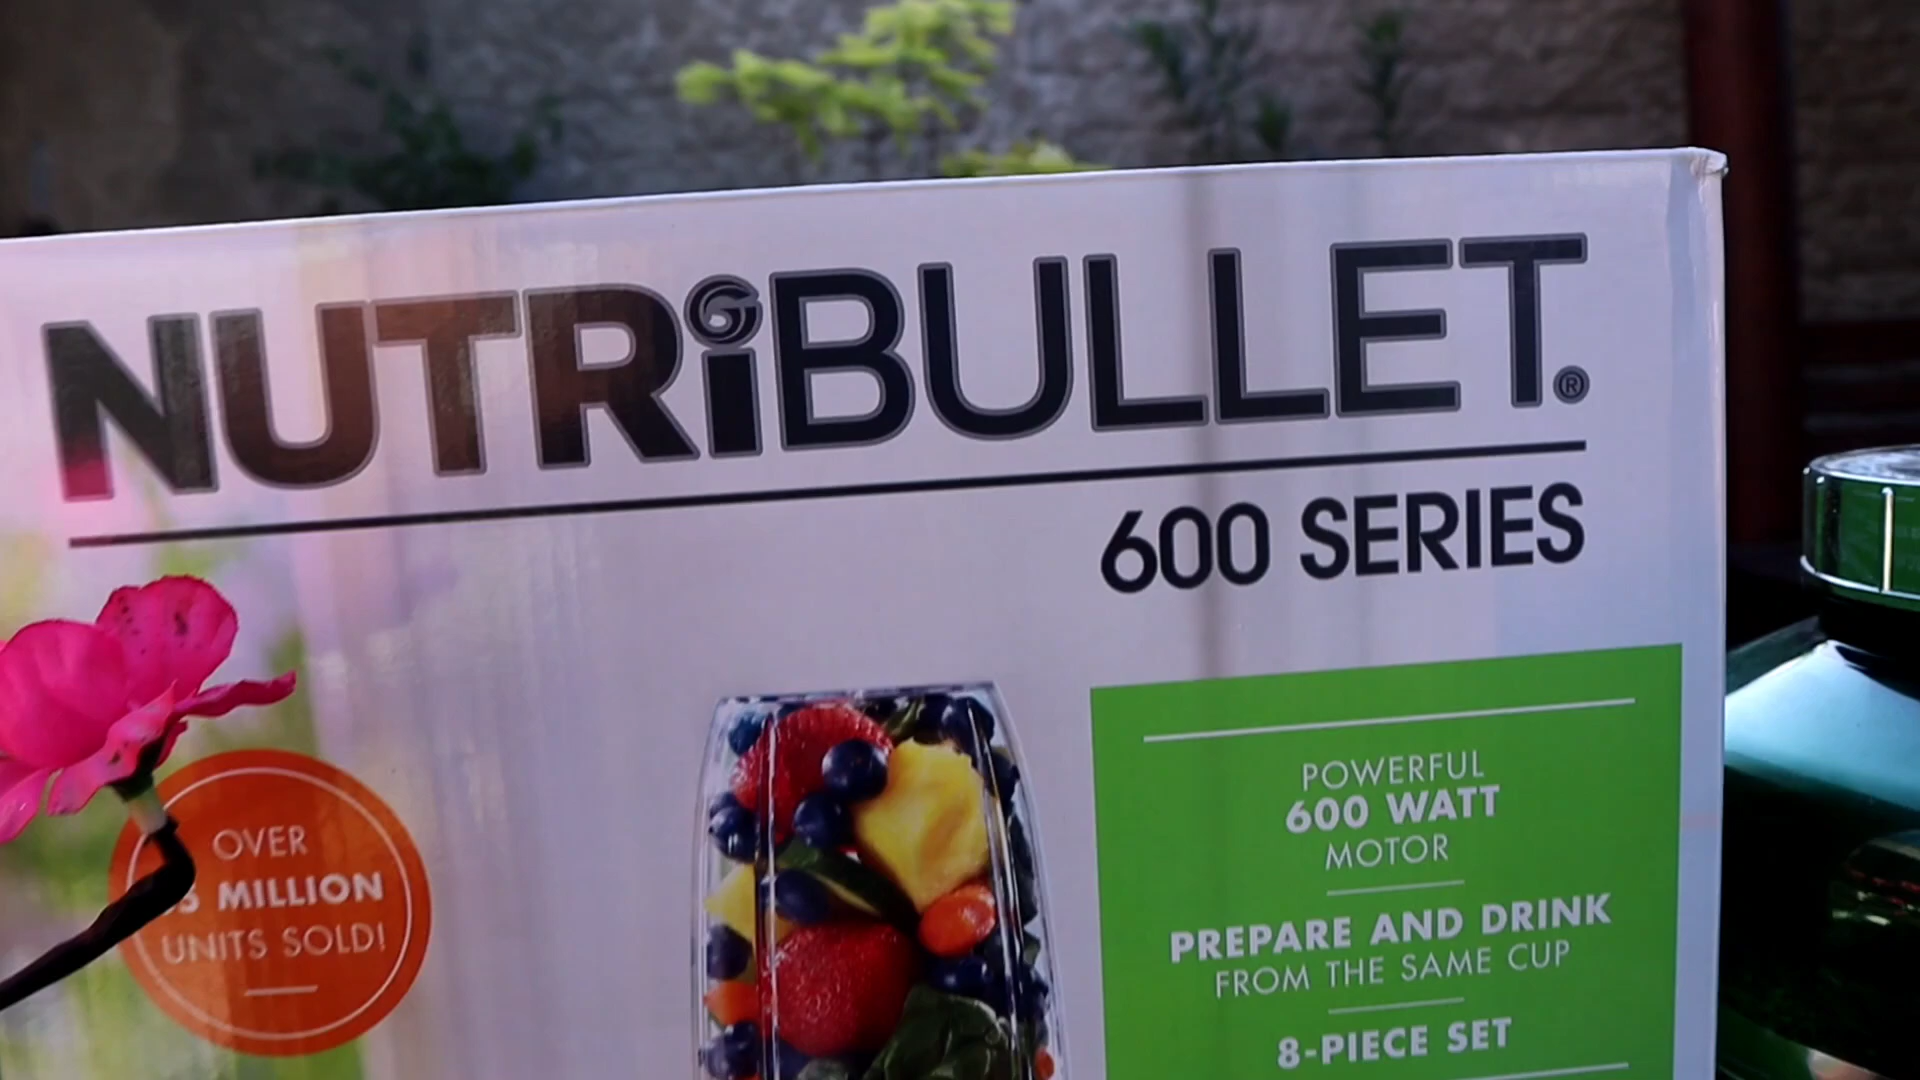 NUTRiBULLET®
600 SERIES
OVER
MILLION
UNITS SOLD!
POWERFUL
600 WATT
MOTOR
PREPARE AND DRINK
FROM THE SAME CUP
8-PIECE SET